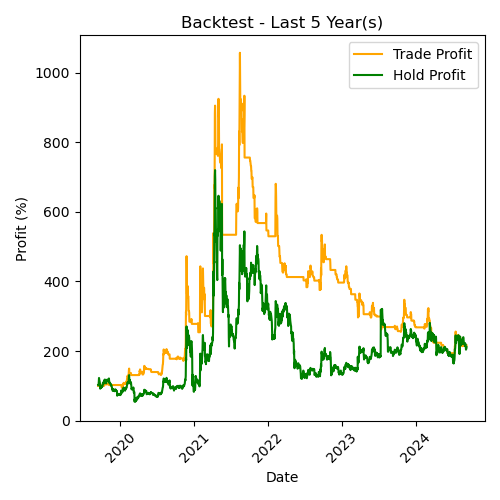 Backtest - Last 5 Year(s)
Trade Profit
Hold Profit
Profit (%)
1000
800
600
400
200
0
2020
2021
2022
2023
2024
Date